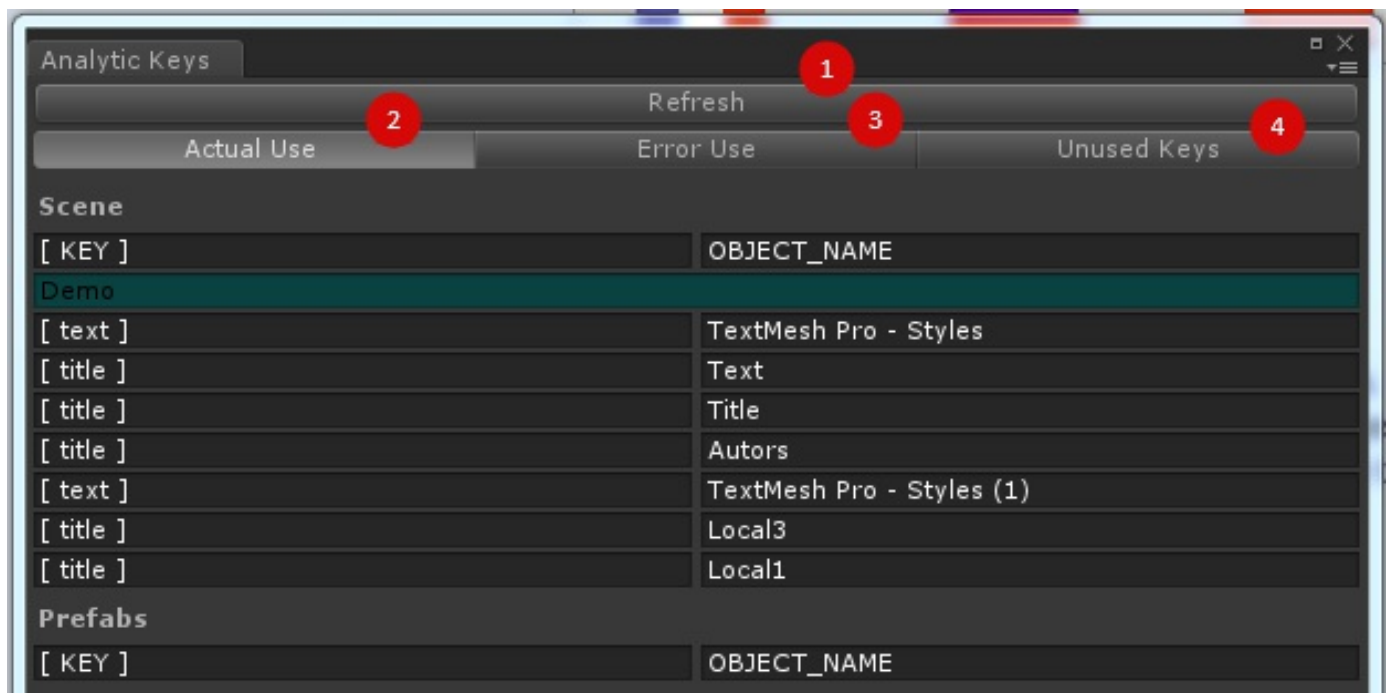 Analytic Keys
1
Refresh
2
3
4
Actual Use Error Use Unused Keys
Scene
[ KEY ] OBJECT_NAME
Demo
[ text ] TextMesh Pro - Styles
[ title ] Text
[ title ] Title
[ title ] Autors
[ text ] TextMesh Pro - Styles (1)
[ title ] Local3
[ title ] Local1
Prefabs
[ KEY ] OBJECT_NAME